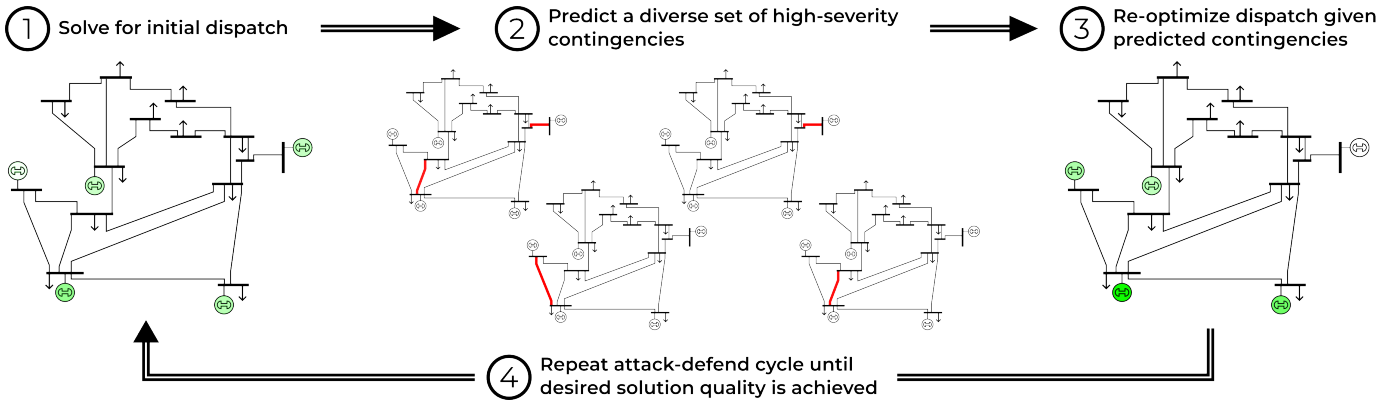 1 Solve for initial dispatch
2 Predict a diverse set of high-severity
contingencies
3 Re-optimize dispatch given
predicted contingencies
4 Repeat attack-defend cycle until
desired solution quality is achieved